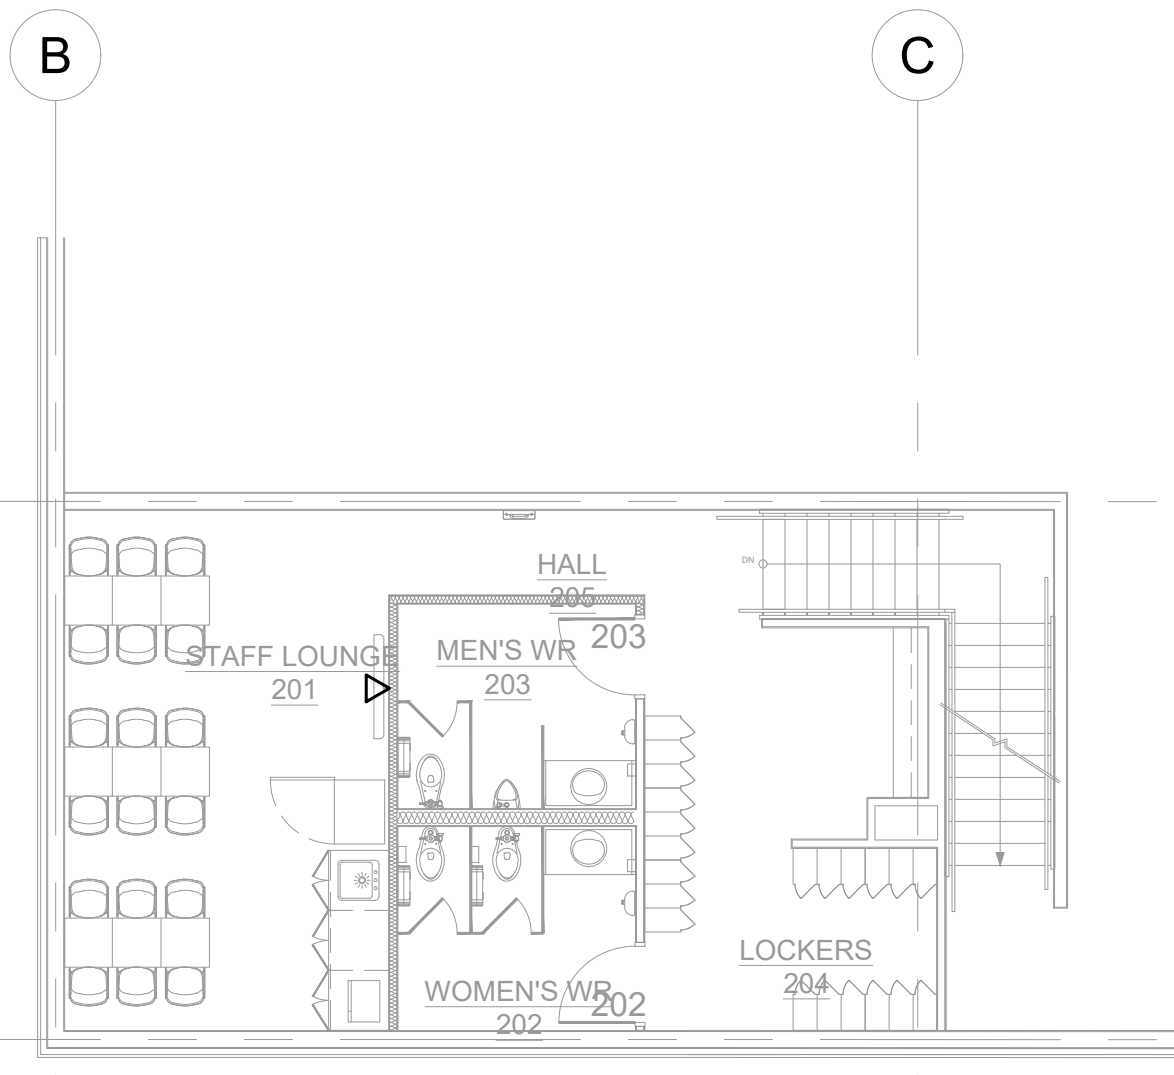 B
C
DN
HALL
205
203
STAFF LOUNGE
201
MEN'S WR
203
LOCKERS
204
WOMEN'S WR
202
202